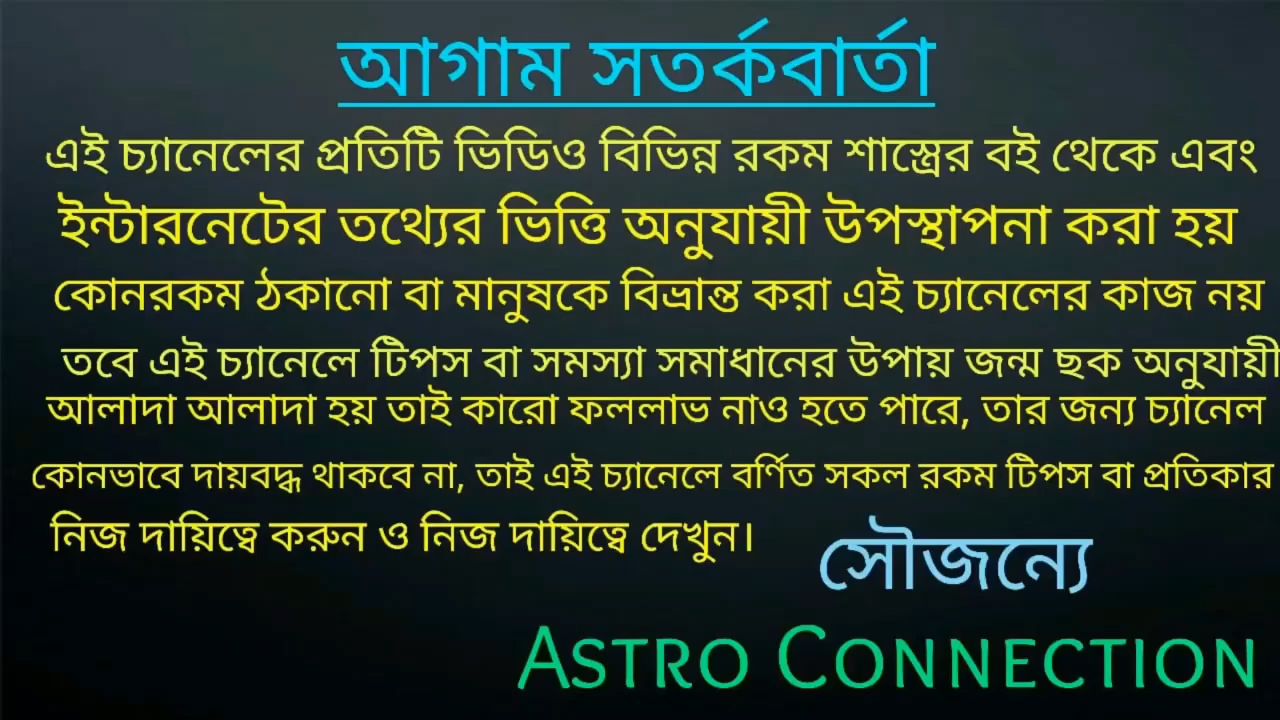 আগাম সতর্কবার্তা
এই চ্যানেলের প্রতিটি ভিডিও বিভিন্ন রকম শাস্ত্রের বই থেকে এবং
ইন্টারনেটের তথ্যের ভিত্তি অনুযায়ী উপস্থাপনা করা হয়
কোনরকম ঠকানো বা মানুষকে বিভ্রান্ত করা এই চ্যানেলের কাজ নয়
তবে এই চ্যানেলে টিপস বা সমস্যা সমাধানের উপায় জন্ম ছক অনুযায়ী
আলাদা আলাদা হয় তাই কারো ফললাভ নাও হতে পারে, তার জন্য চ্যানেল
কোনভাবে দায়বদ্ধ থাকবে না, তাই এই চ্যানেলে বর্ণিত সকল রকম টিপস বা প্রতিকার
নিজ দায়িত্বে করুন ও নিজ দায়িত্বে দেখুন।
সৌজন্যে
ASTRO CONNECTION